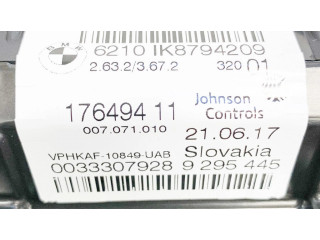 BMW
6210 IK8794209
2.63.2/3.67.2 320 01
17649411 Johnson Controls
007.071.010 21.06.17
VPHKAF-10849-UAB Slovakia
0033307928 9 295 445